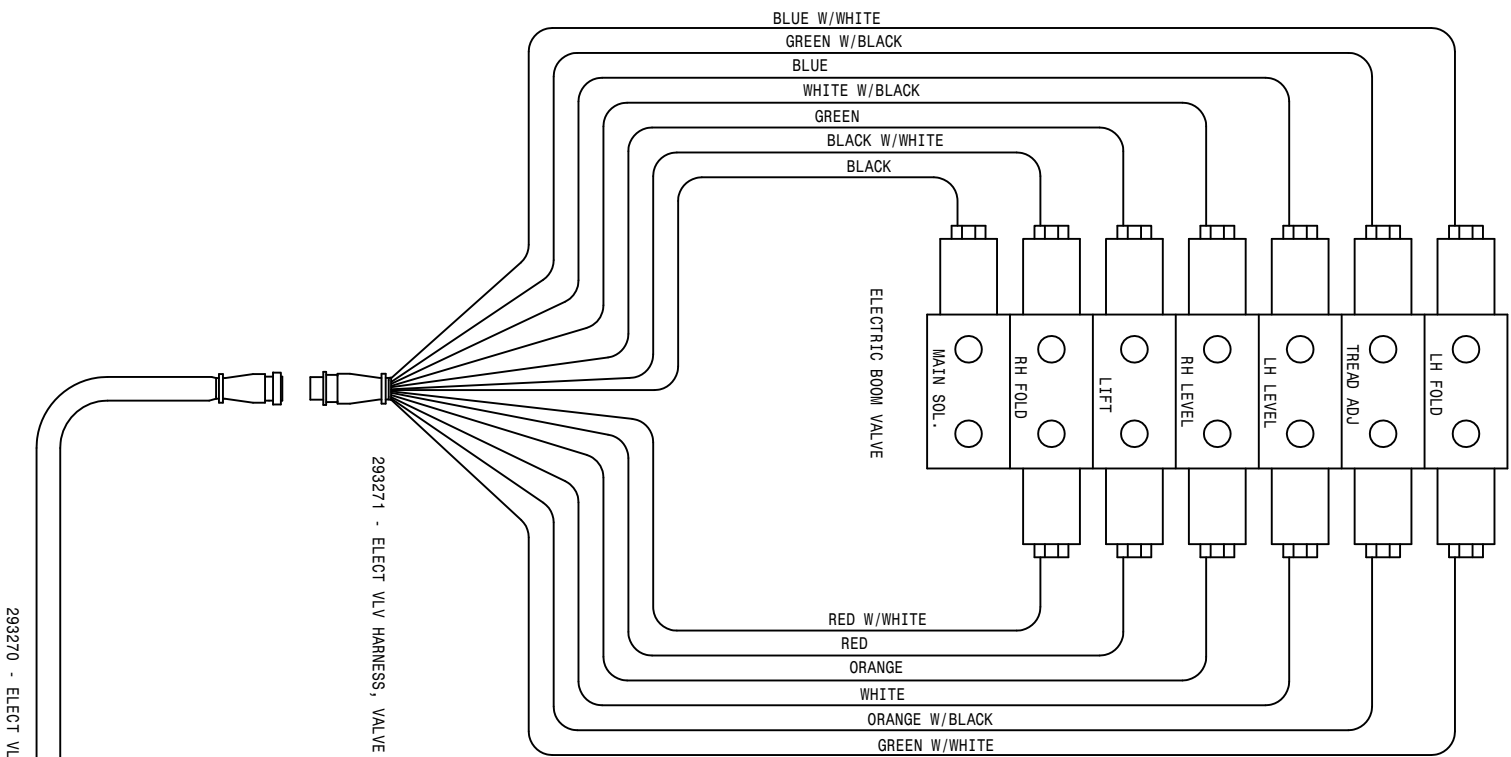 BLUE W/WHITE
GREEN W/BLACK
BLUE
WHITE W/BLACK
GREEN
BLACK W/WHITE
BLACK
ELECTRIC BOOM VALVE
MAIN SOL.
RH FOLD
LIFT
RH LEVEL
LH LEVEL
TREAD ADJ
LH FOLD
293271 - ELECT VLV HARNESS, VALVE
293270 - ELECT VL
RED W/WHITE
RED
ORANGE
WHITE
ORANGE W/BLACK
GREEN W/WHITE